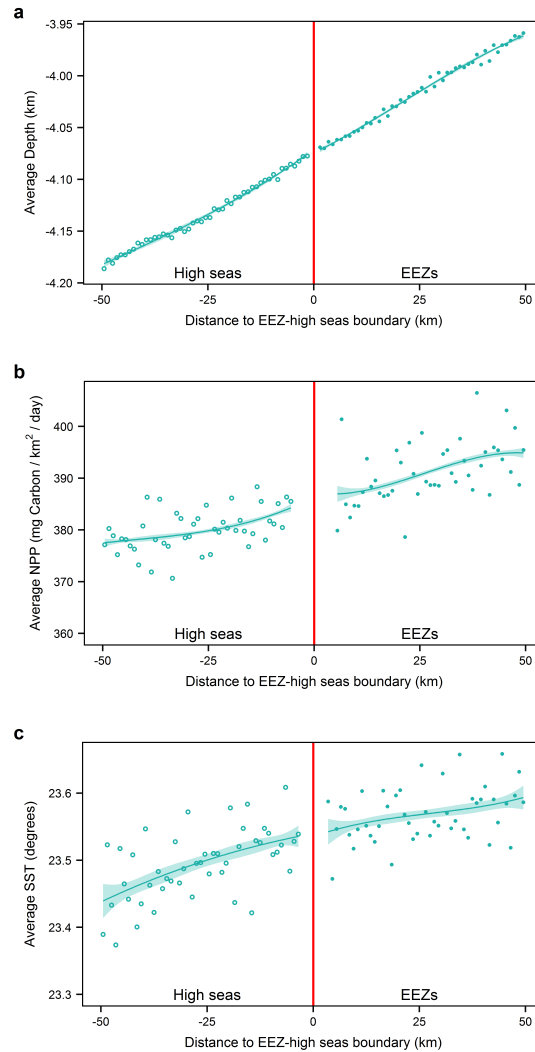 a
Average Depth (km)
-3.95
-4.00
-4.05
-4.10
-4.15
-4.20
High seas
EEZs
-50
-25
0
25
50
Distance to EEZ-high seas boundary (km)
b
Average NPP (mg Carbon / km² / day)
400
390
380
370
360
High seas
EEZs
-50
-25
0
25
50
Distance to EEZ-high seas boundary (km)
c
Average SST (degrees)
23.6
23.5
23.4
23.3
High seas
EEZs
-50
-25
0
25
50
Distance to EEZ-high seas boundary (km)